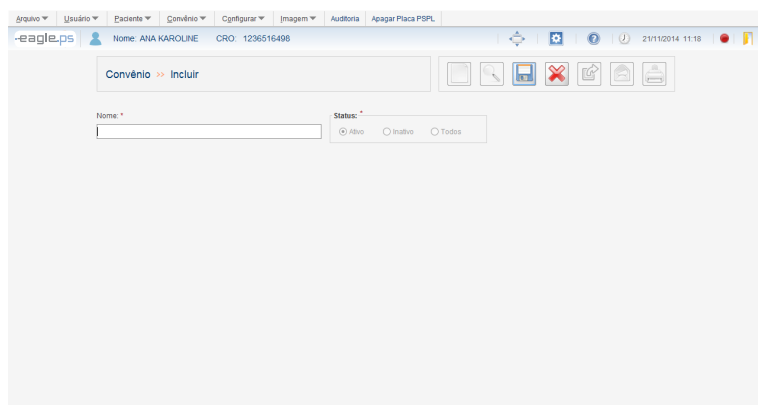 Arquivo Usuário Paciente Convênio Configurar Imagem Auditoria Apagar Placa PSPL
eagle.ps Nome: ANA KAROLINE CRO: 1236516498 21/11/2014 11:18
Convênio >> Incluir
Nome: * Status: *
Ativo Inativo Todos